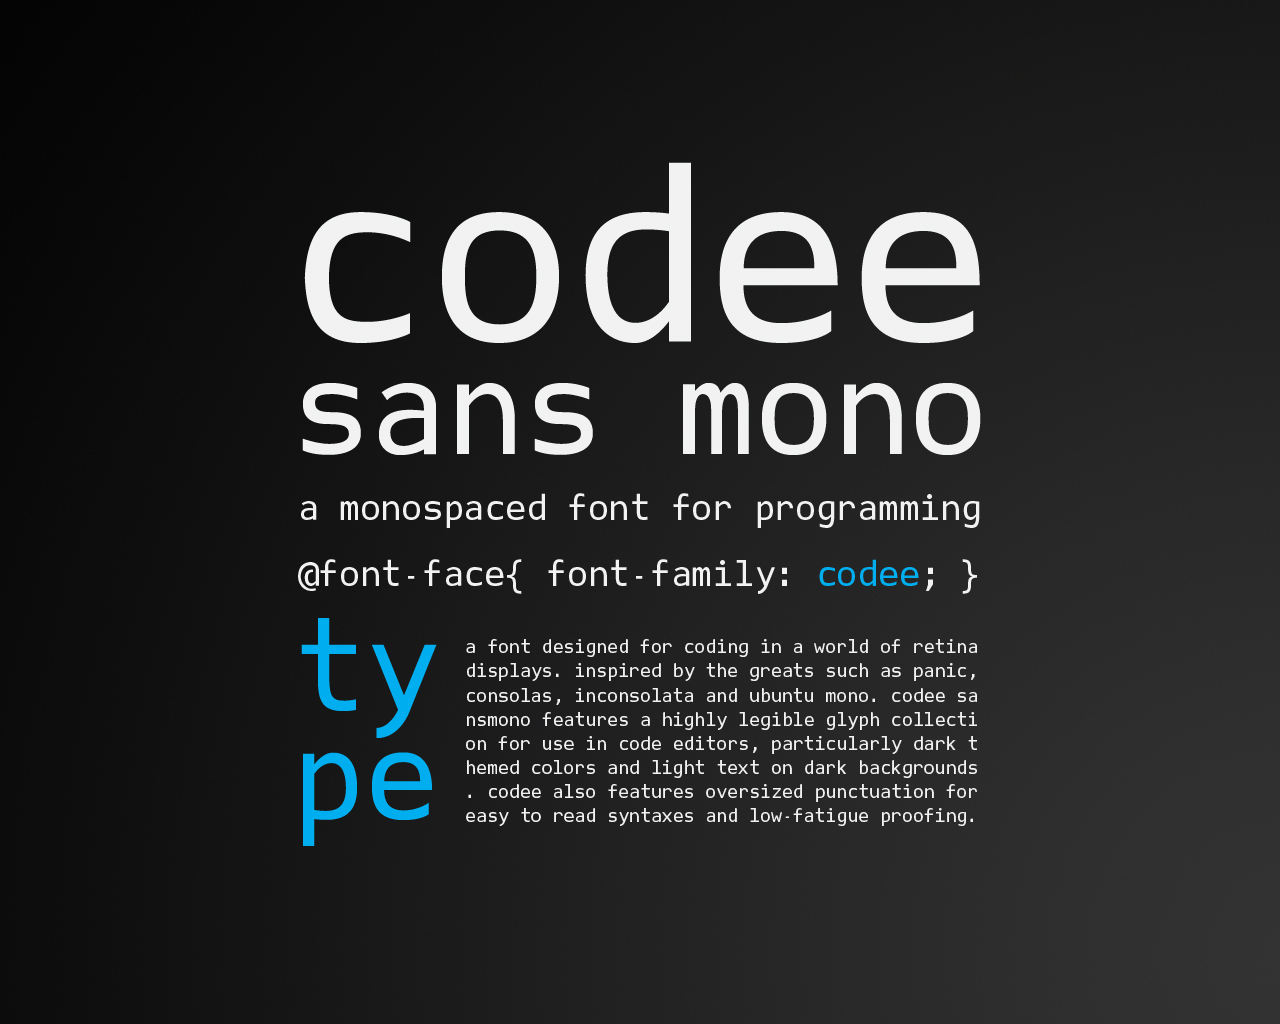 codee
sans mono
a monospaced font for programming
@font-face{ font-family: codee; }
ty
pe
a font designed for coding in a world of retina
displays. inspired by the greats such as panic,
consolas, inconsolata and ubuntu mono. codee sa
nsmono features a highly legible glyph collecti
on for use in code editors, particularly dark t
hemed colors and light text on dark backgrounds
. codee also features oversized punctuation for
easy to read syntaxes and low-fatigue proofing.